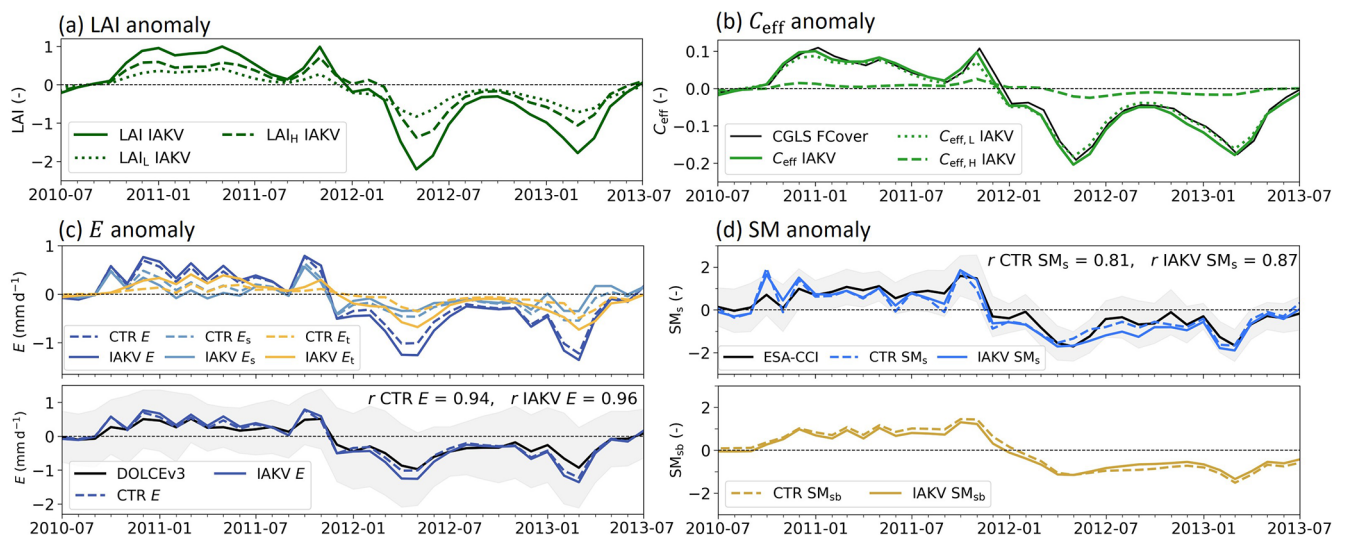 (a) LAI anomaly
LAI (-)
1
0
−1
−2
LAI IAKV
LAI_L IAKV
LAI_H IAKV
2010-07 2011-01 2011-07 2012-01 2012-07 2013-01 2013-07
(b) C_eff anomaly
C_eff (-)
0.1
0.0
−0.1
−0.2
CGLS FCover
C_eff IAKV
C_eff, L IAKV
C_eff, H IAKV
2010-07 2011-01 2011-07 2012-01 2012-07 2013-01 2013-07
(c) E anomaly
E (mm d⁻¹)
1
0
−1
CTR E
IAKV E
CTR E_s
IAKV E_s
CTR E_t
IAKV E_t
E (mm d⁻¹)
1
0
−1
−2
r CTR E = 0.94, r IAKV E = 0.96
DOLCEv3
CTR E
IAKV E
2010-07 2011-01 2011-07 2012-01 2012-07 2013-01 2013-07
(d) SM anomaly
SM_s (-)
2
0
−2
r CTR SM_s = 0.81, r IAKV SM_s = 0.87
ESA-CCI CTR SM_s IAKV SM_s
SM_sb (-)
2
0
−2
CTR SM_sb IAKV SM_sb
2010-07 2011-01 2011-07 2012-01 2012-07 2013-01 2013-07